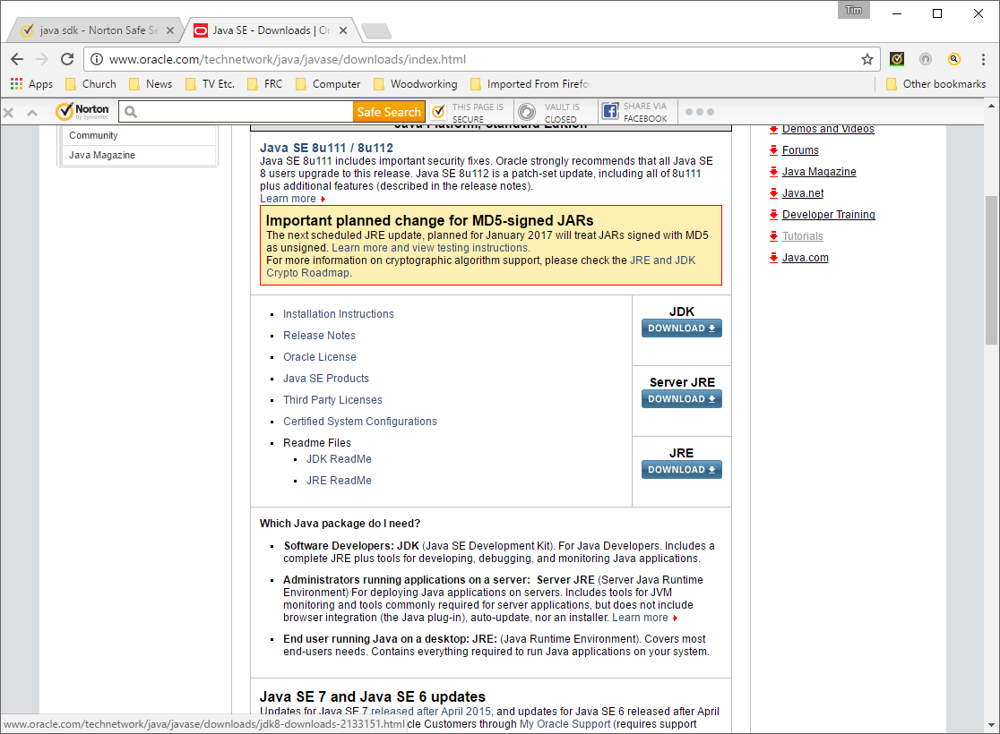 Tim
java sdk - Norton Safe Se
Java SE - Downloads | Or
www.oracle.com/technetwork/java/javase/downloads/index.html
Apps
Church
News
TV Etc.
FRC
Computer
Woodworking
Imported From Firefo
Other bookmarks
Norton
by Symantec
Safe Search
THIS PAGE IS
SECURE
VAULT IS
CLOSED
SHARE VIA
FACEBOOK
Community
Java Magazine
Java Platform, Standard Edition
Java SE 8u111 / 8u112
Java SE 8u111 includes important security fixes. Oracle strongly recommends that all Java SE
8 users upgrade to this release. Java SE 8u112 is a patch-set update, including all of 8u111
plus additional features (described in the release notes).
Learn more
Important planned change for MD5-signed JARs
The next scheduled JRE update, planned for January 2017 will treat JARs signed with MD5
as unsigned. Learn more and view testing instructions.
For more information on cryptographic algorithm support, please check the JRE and JDK
Crypto Roadmap.
Installation Instructions
Release Notes
Oracle License
Java SE Products
Third Party Licenses
Certified System Configurations
Readme Files
JDK ReadMe
JRE ReadMe
JDK
DOWNLOAD
Server JRE
DOWNLOAD
JRE
DOWNLOAD
Which Java package do I need?
Software Developers: JDK (Java SE Development Kit). For Java Developers. Includes a
complete JRE plus tools for developing, debugging, and monitoring Java applications.
Administrators running applications on a server: Server JRE (Server Java Runtime
Environment) For deploying Java applications on servers. Includes tools for JVM
monitoring and tools commonly required for server applications, but does not include
browser integration (the Java plug-in), auto-update, nor an installer. Learn more
End user running Java on a desktop: JRE: (Java Runtime Environment). Covers most
end-users needs. Contains everything required to run Java applications on your system.
Java SE 7 and Java SE 6 updates
Updates for Java SE 7 released after April 2015, and updates for Java SE 6 released after April
cle Customers through My Oracle Support (requires support
Demos and Videos
Forums
Java Magazine
Java.net
Developer Training
Tutorials
Java.com
www.oracle.com/technetwork/java/javase/downloads/jdk8-downloads-2133151.html